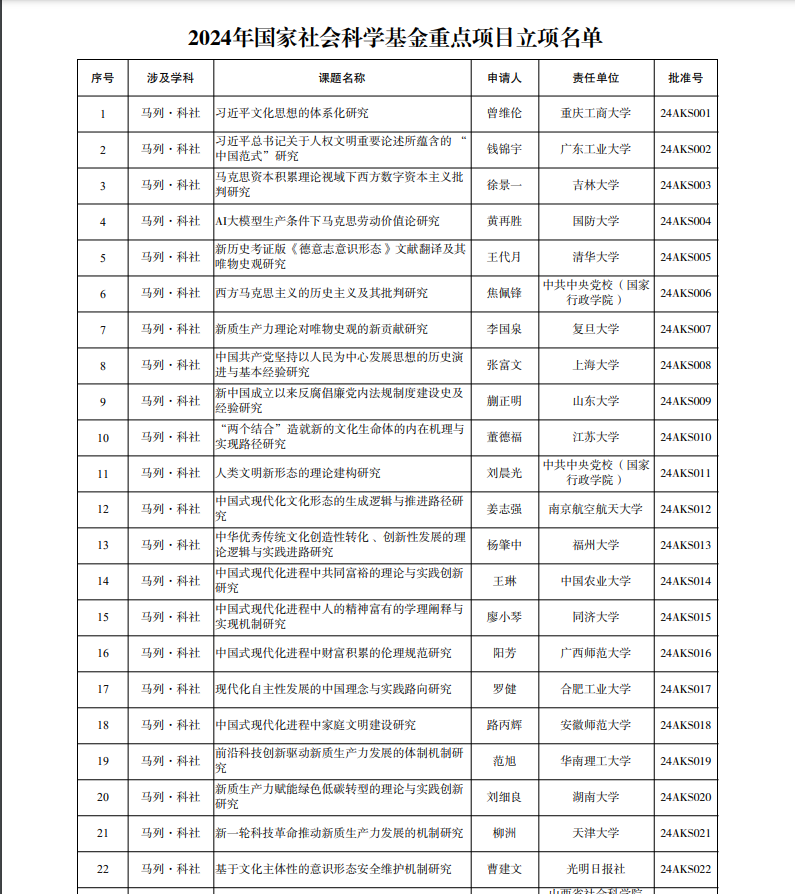 2024年国家社会科学基金重点项目立项名单
序号 涉及学科 课题名称 申请人 责任单位 批准号
1 马列·科社 习近平文化思想的体系化研究 曾维伦 重庆工商大学 24AKS001
2 马列·科社 习近平总书记关于人权文明重要论述所蕴含的 “
中国范式”研究 钱锦宇 广东工业大学 24AKS002
3 马列·科社 马克思资本积累理论视域下西方数字资本主义批
判研究 徐景一 吉林大学 24AKS003
4 马列·科社 AI大模型生产条件下马克思劳动价值论研究 黄再胜 国防大学 24AKS004
5 马列·科社 新历史考证版《德意志意识形态》文献翻译及其
唯物史观研究 王代月 清华大学 24AKS005
6 马列·科社 西方马克思主义的历史主义及其批判研究 焦佩锋 中共中央党校（国家
行政学院） 24AKS006
7 马列·科社 新质生产力理论对唯物史观的新贡献研究 李国泉 复旦大学 24AKS007
8 马列·科社 中国共产党坚持以人民为中心发展思想的历史演
进与基本经验研究 张富文 上海大学 24AKS008
9 马列·科社 新中国成立以来反腐倡廉党内法规制度建设史及
经验研究 蒯正明 山东大学 24AKS009
10 马列·科社 “两个结合”造就新的文化生命体的内在机理与
实现路径研究 董德福 江苏大学 24AKS010
11 马列·科社 人类文明新形态的理论建构研究 刘晨光 中共中央党校（国家
行政学院） 24AKS011
12 马列·科社 中国式现代化文化形态的生成逻辑与推进路径研
究 姜志强 南京航空航天大学 24AKS012
13 马列·科社 中华优秀传统文化创造性转化、创新性发展的理
论逻辑与实践进路研究 杨肇中 福州大学 24AKS013
14 马列·科社 中国式现代化进程中共同富裕的理论与实践创新
研究 王琳 中国农业大学 24AKS014
15 马列·科社 中国式现代化进程中人的精神富有的学理阐释与
实现机制研究 廖小琴 同济大学 24AKS015
16 马列·科社 中国式现代化进程中财富积累的伦理规范研究 阳芳 广西师范大学 24AKS016
17 马列·科社 现代化自主性发展的中国理念与实践路向研究 罗健 合肥工业大学 24AKS017
18 马列·科社 中国式现代化进程中家庭文明建设研究 路丙辉 安徽师范大学 24AKS018
19 马列·科社 前沿科技创新驱动新质生产力发展的体制机制研
究 范旭 华南理工大学 24AKS019
20 马列·科社 新质生产力赋能绿色低碳转型的理论与实践创新
研究 刘细良 湖南大学 24AKS020
21 马列·科社 新一轮科技革命推动新质生产力发展的机制研究 柳洲 天津大学 24AKS021
22 马列·科社 基于文化主体性的意识形态安全维护机制研究 曹建文 光明日报社 24AKS022
山西省社会科学院